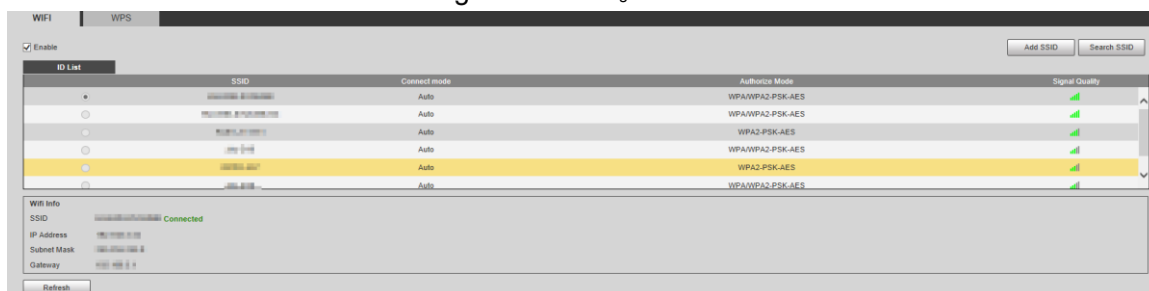 WIFI WPS
Enable
Add SSID Search SSID
ID List
SSID Connect mode Authorize Mode Signal Quality
Auto WPA/WPA2-PSK-AES
Auto WPA/WPA2-PSK-AES
Auto WPA2-PSK-AES
Auto WPA/WPA2-PSK-AES
Auto WPA2-PSK-AES
Auto WPA/WPA2-PSK-AES
Wifi Info
SSID Connected
IP Address
Subnet Mask
Gateway
Refresh